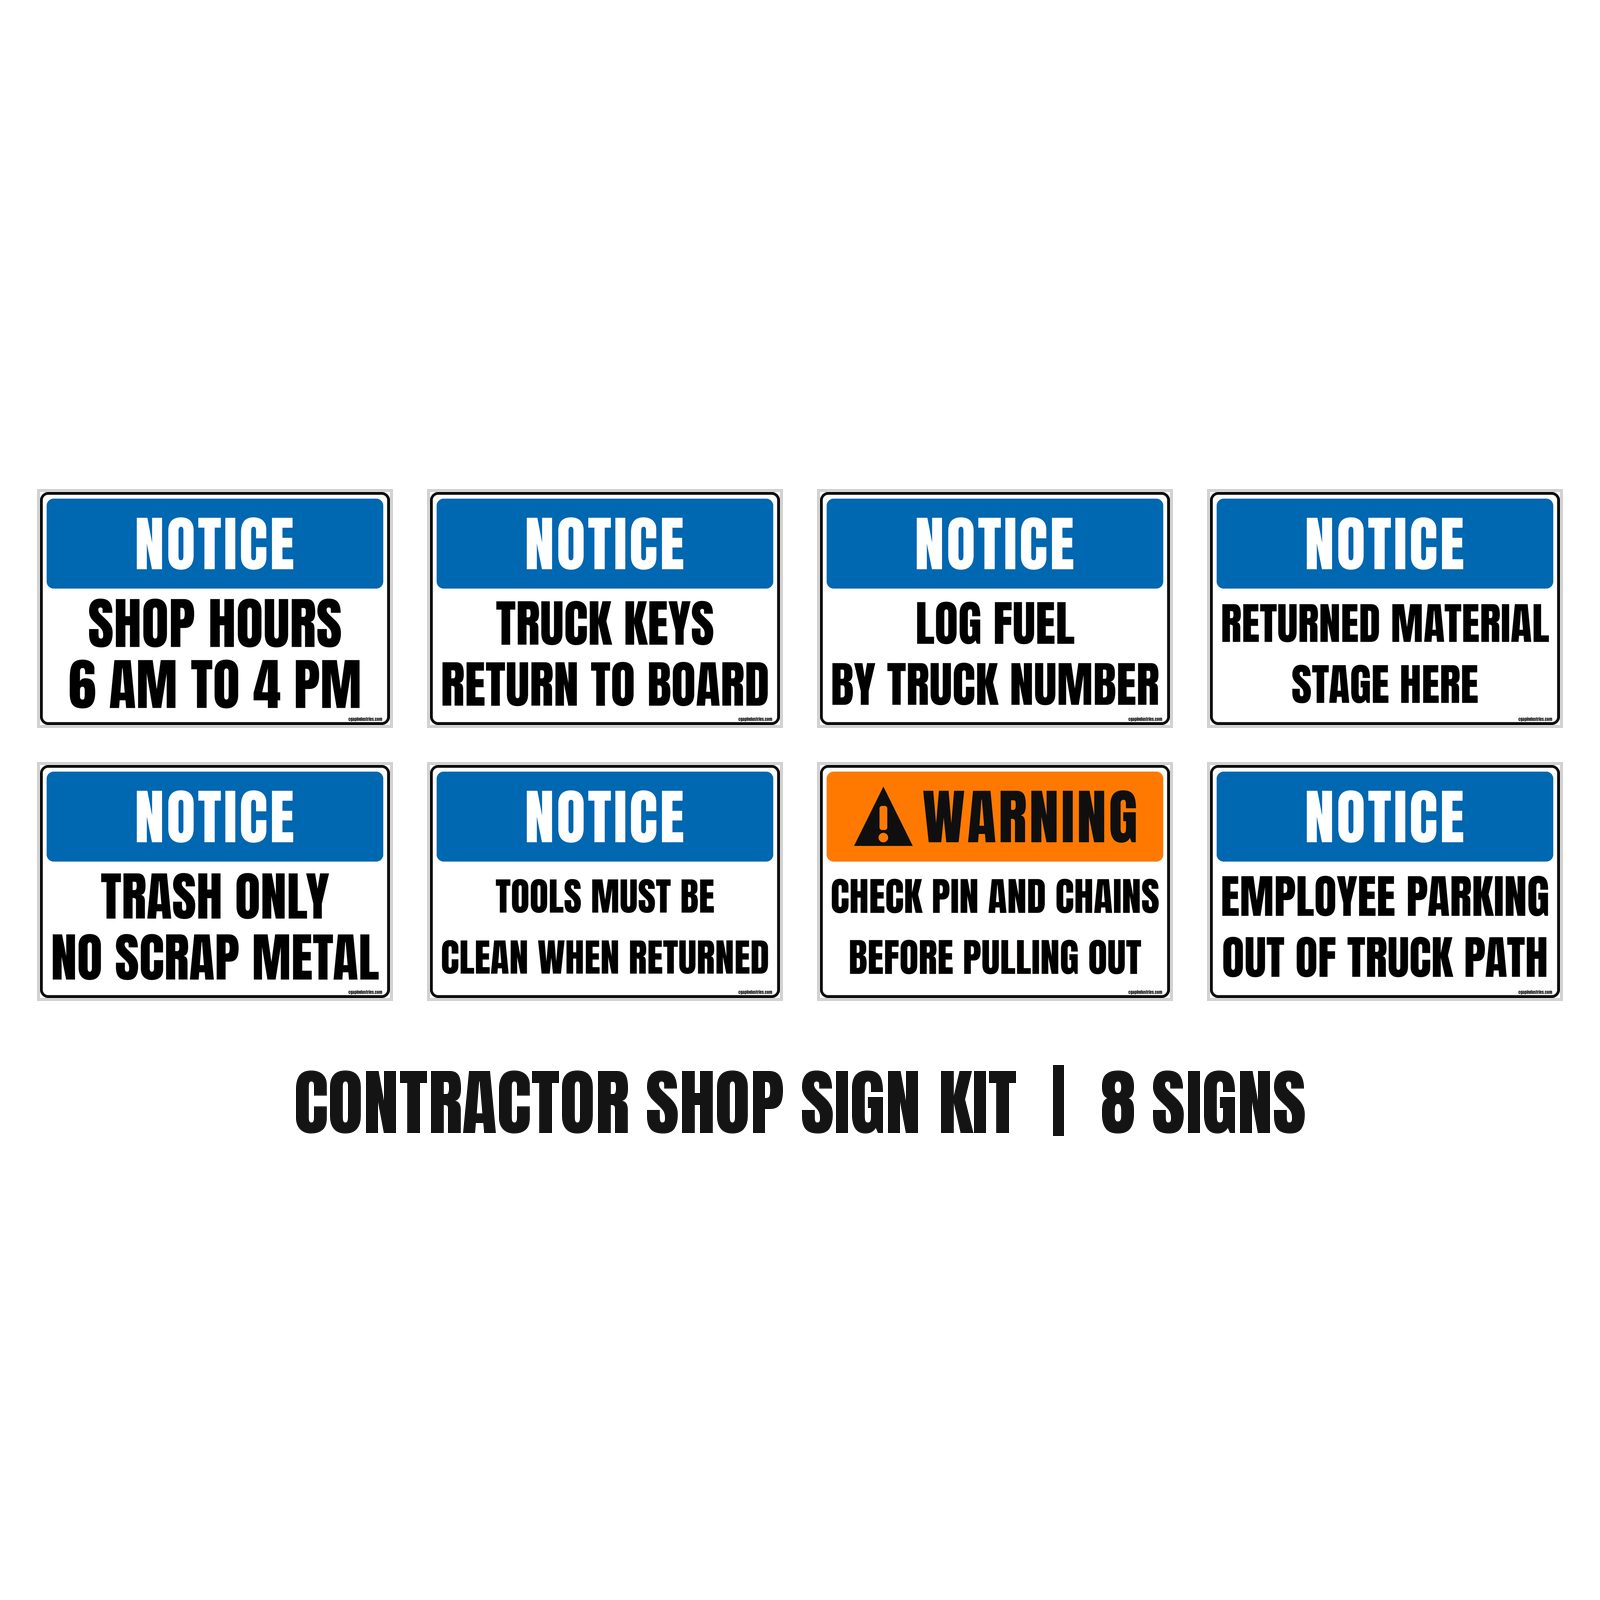 NOTICE
SHOP HOURS
6 AM TO 4 PM
cgaphindustries.com
NOTICE
TRUCK KEYS
RETURN TO BOARD
NOTICE
LOG FUEL
BY TRUCK NUMBER
NOTICE
RETURNED MATERIAL
STAGE HERE
NOTICE
TRASH ONLY
NO SCRAP METAL
NOTICE
TOOLS MUST BE
CLEAN WHEN RETURNED
WARNING
CHECK PIN AND CHAINS
BEFORE PULLING OUT
NOTICE
EMPLOYEE PARKING
OUT OF TRUCK PATH
CONTRACTOR SHOP SIGN KIT | 8 SIGNS